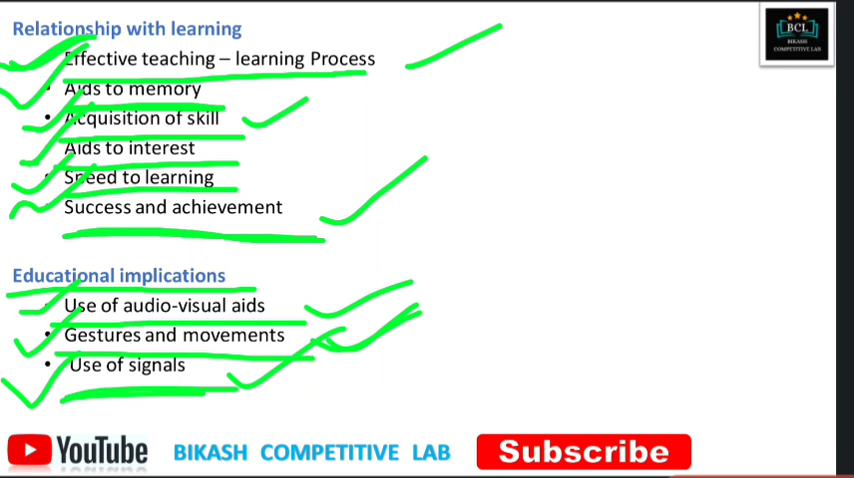 Relationship with learning
• Effective teaching – learning Process
• Aids to memory
• Acquisition of skill
• Aids to interest
• Speed to learning
• Success and achievement
BCL
BIKASH
COMPETITIVE LAB
Educational implications
• Use of audio-visual aids
• Gestures and movements
• Use of signals
YouTube BIKASH COMPETITIVE LAB Subscribe